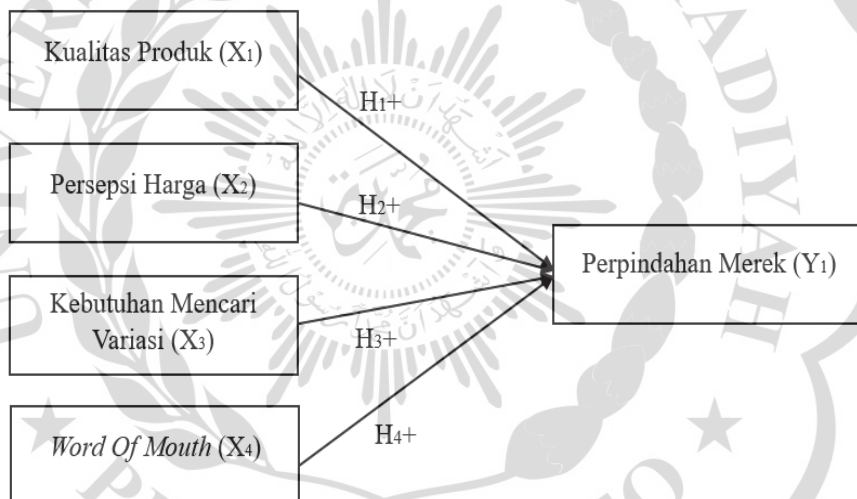 Kualitas Produk (X1)
H1+
Persepsi Harga (X2)
H2+
Perpindahan Merek (Y1)
Kebutuhan Mencari
Variasi (X3)
H3+
Word Of Mouth (X4)
H4+